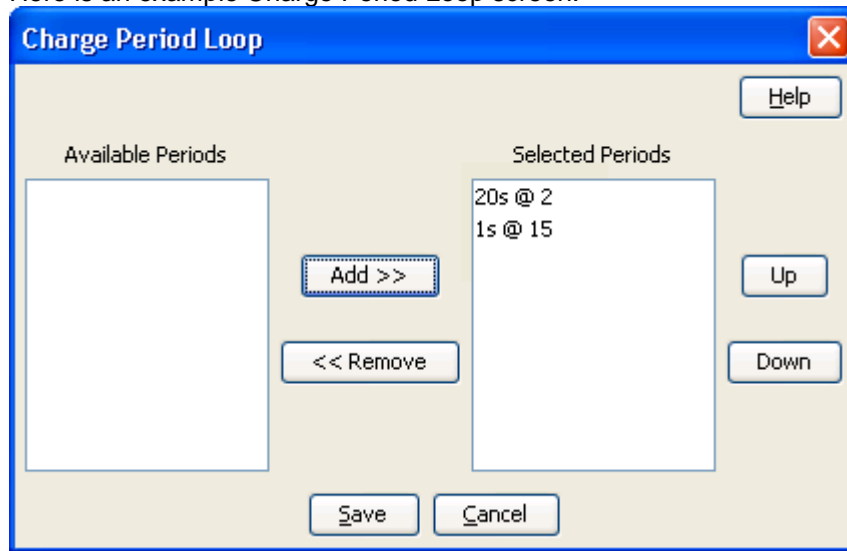 Here is an example Charge Period Loop screen:
Charge Period Loop
Help
Available Periods
Selected Periods
20s @ 2
1s @ 15
Add >>
Up
<< Remove
Down
Save
Cancel